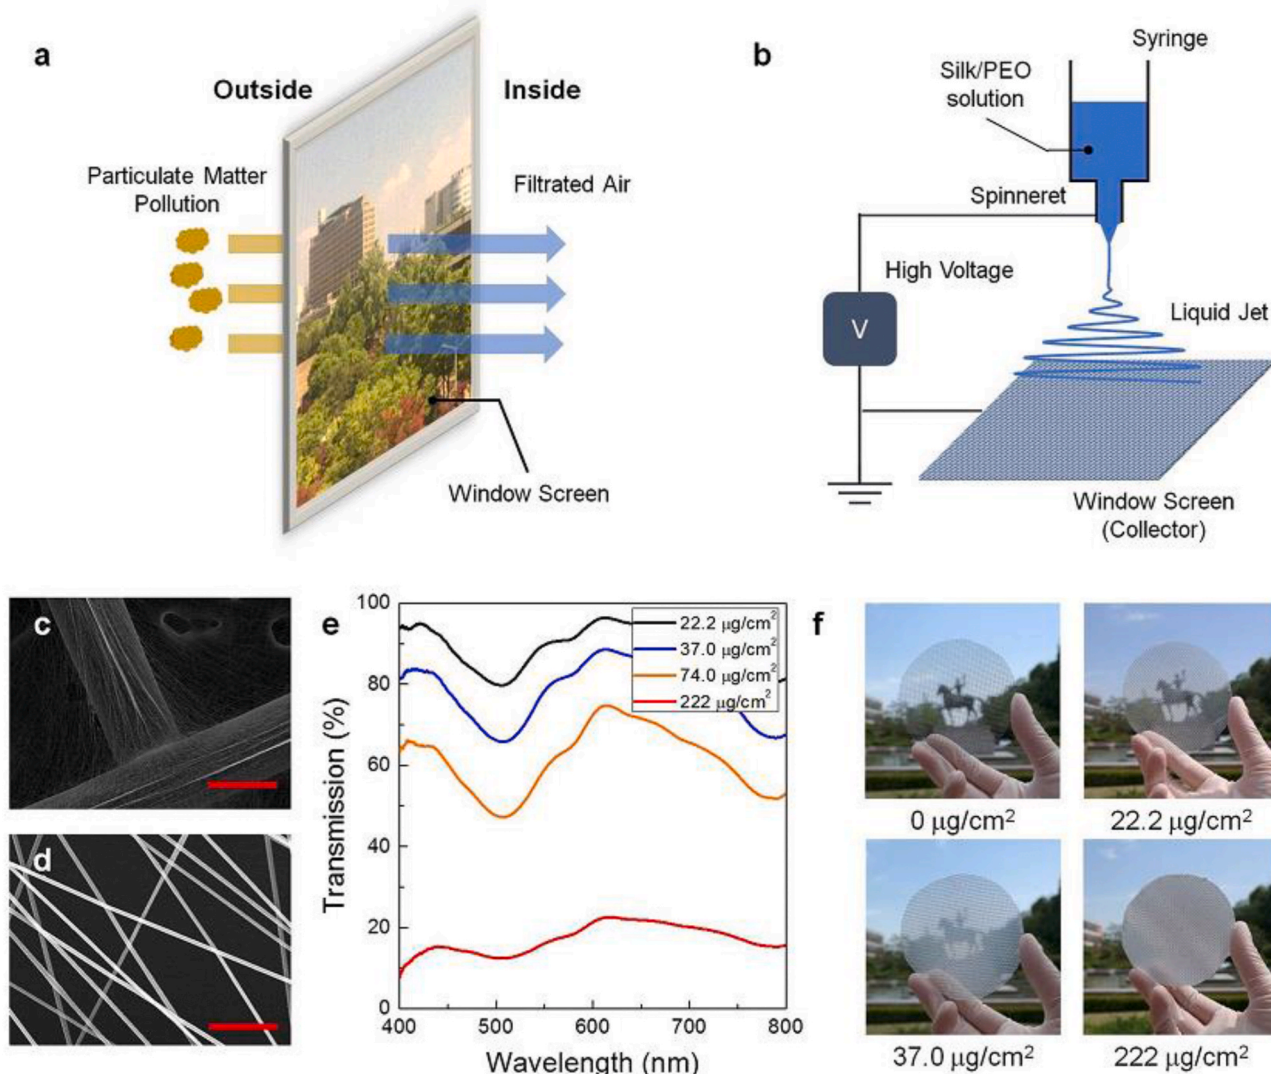 a
Outside
Inside
Particulate Matter
Pollution
Filtrated Air
Window Screen
b
Syringe
Silk/PEO
solution
Spinneret
High Voltage
V
Liquid Jet
Window Screen
(Collector)
c
d
e
100
80
60
40
20
0
Transmission (%)
22.2 μg/cm²
37.0 μg/cm²
74.0 μg/cm²
222 μg/cm²
400
500
600
700
800
Wavelength (nm)
f
0 μg/cm²
22.2 μg/cm²
37.0 μg/cm²
222 μg/cm²